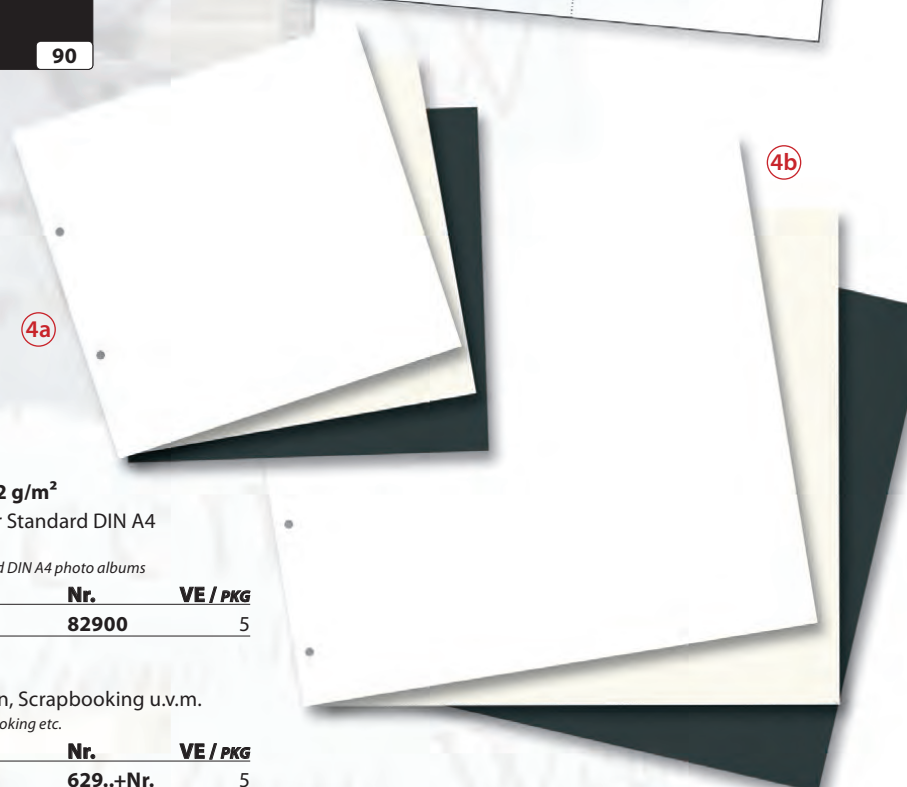 90
4b
4a
2 g/m²
Standard DIN A4
DIN A4 photo albums
Nr. VE / PKG
82900 5
Scrapbooking u.v.m.
etc.
Nr. VE / PKG
629..+Nr. 5